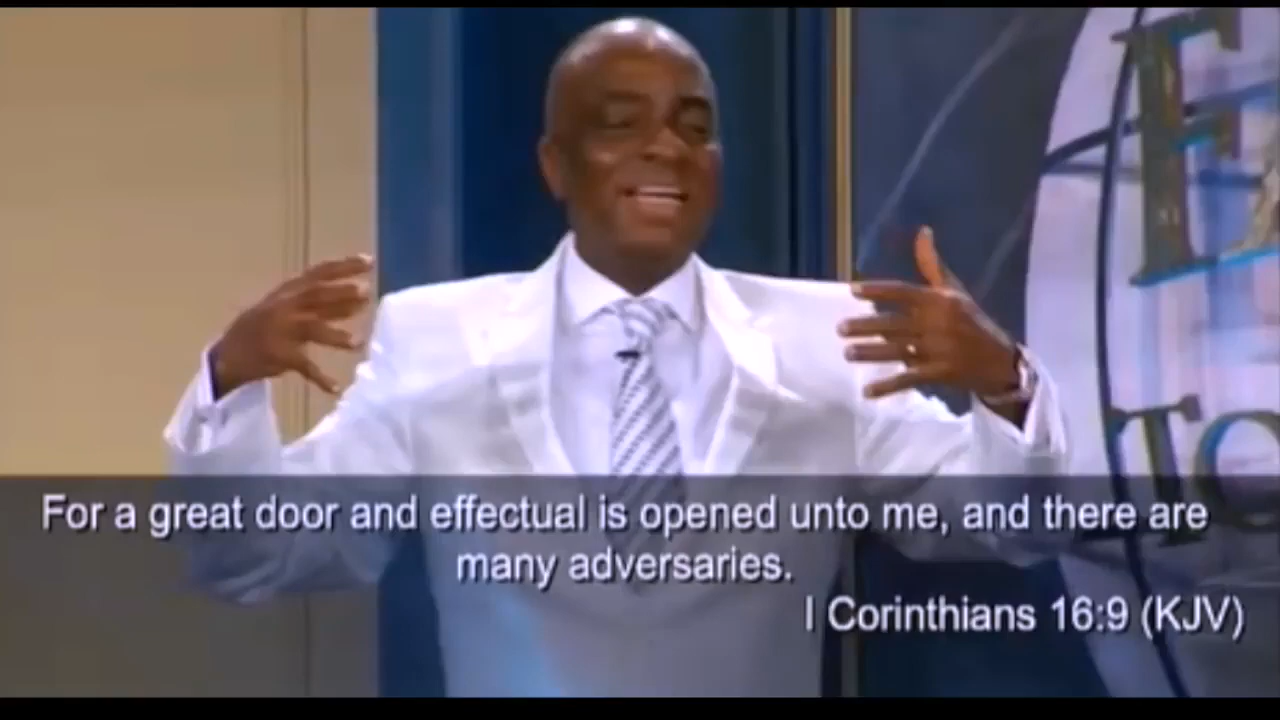 For a great door and effectual is opened unto me, and there are
many adversaries.
I Corinthians 16:9 (KJV)